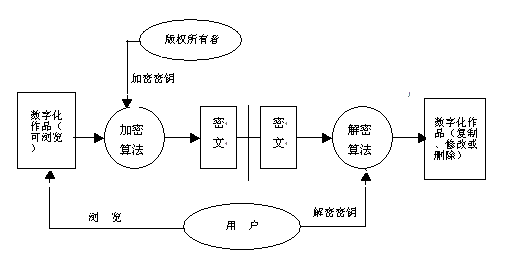 版权所有者
加密密钥
数字化
作品（
可浏览
）
加密
算法
密
文
密
文
解密
算法
数字化作
品（复制
、修改或
删除）
浏 览
用 户
解密密钥